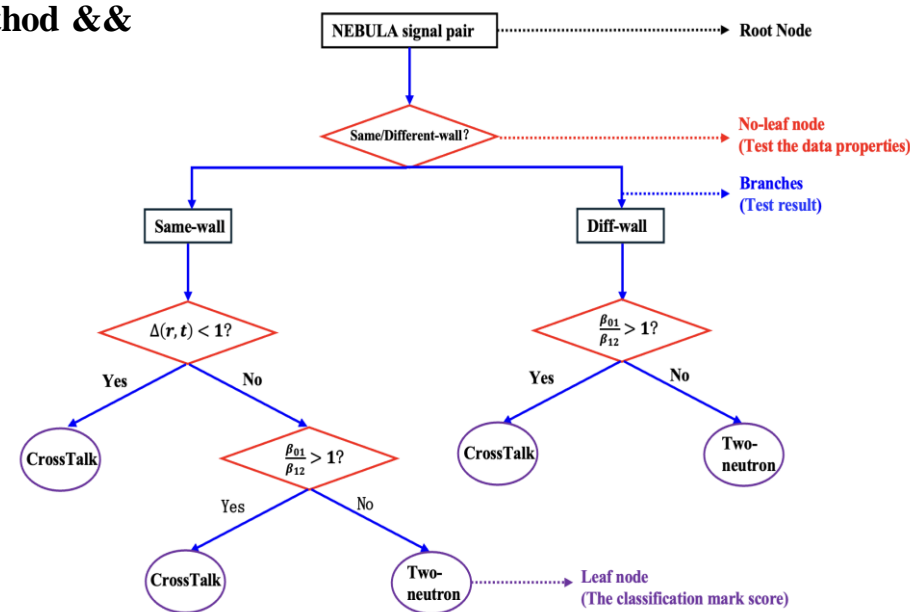 thod &&
NEBULA signal pair
Root Node
Same/Different-wall?
No-leaf node
(Test the data properties)
Branches
(Test result)
Same-wall
Diff-wall
Δ(r, t) < 1?
β01/β12 > 1?
Yes
No
Yes
No
CrossTalk
β01/β12 > 1?
CrossTalk
Two-
neutron
Yes
No
CrossTalk
Two-
neutron
Leaf node
(The classification mark score)